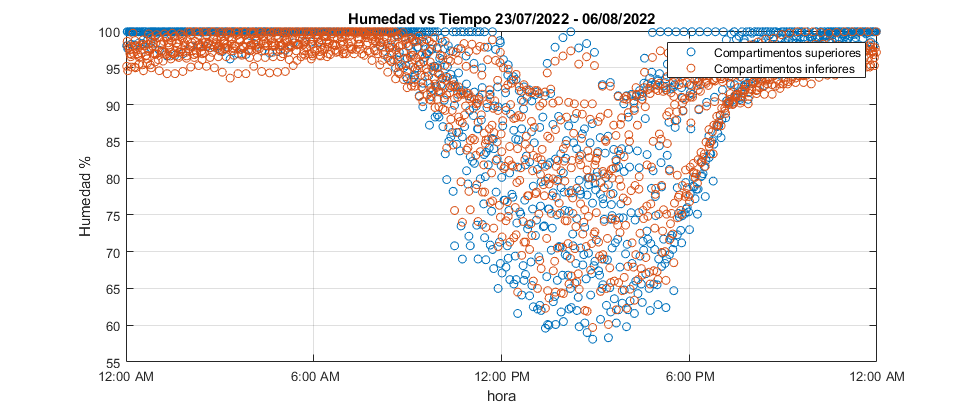 Humedad vs Tiempo 23/07/2022 - 06/08/2022
Compartimentos superiores
Compartimentos inferiores
Humedad %
100
95
90
85
80
75
70
65
60
55
12:00 AM
6:00 AM
12:00 PM
6:00 PM
12:00 AM
hora